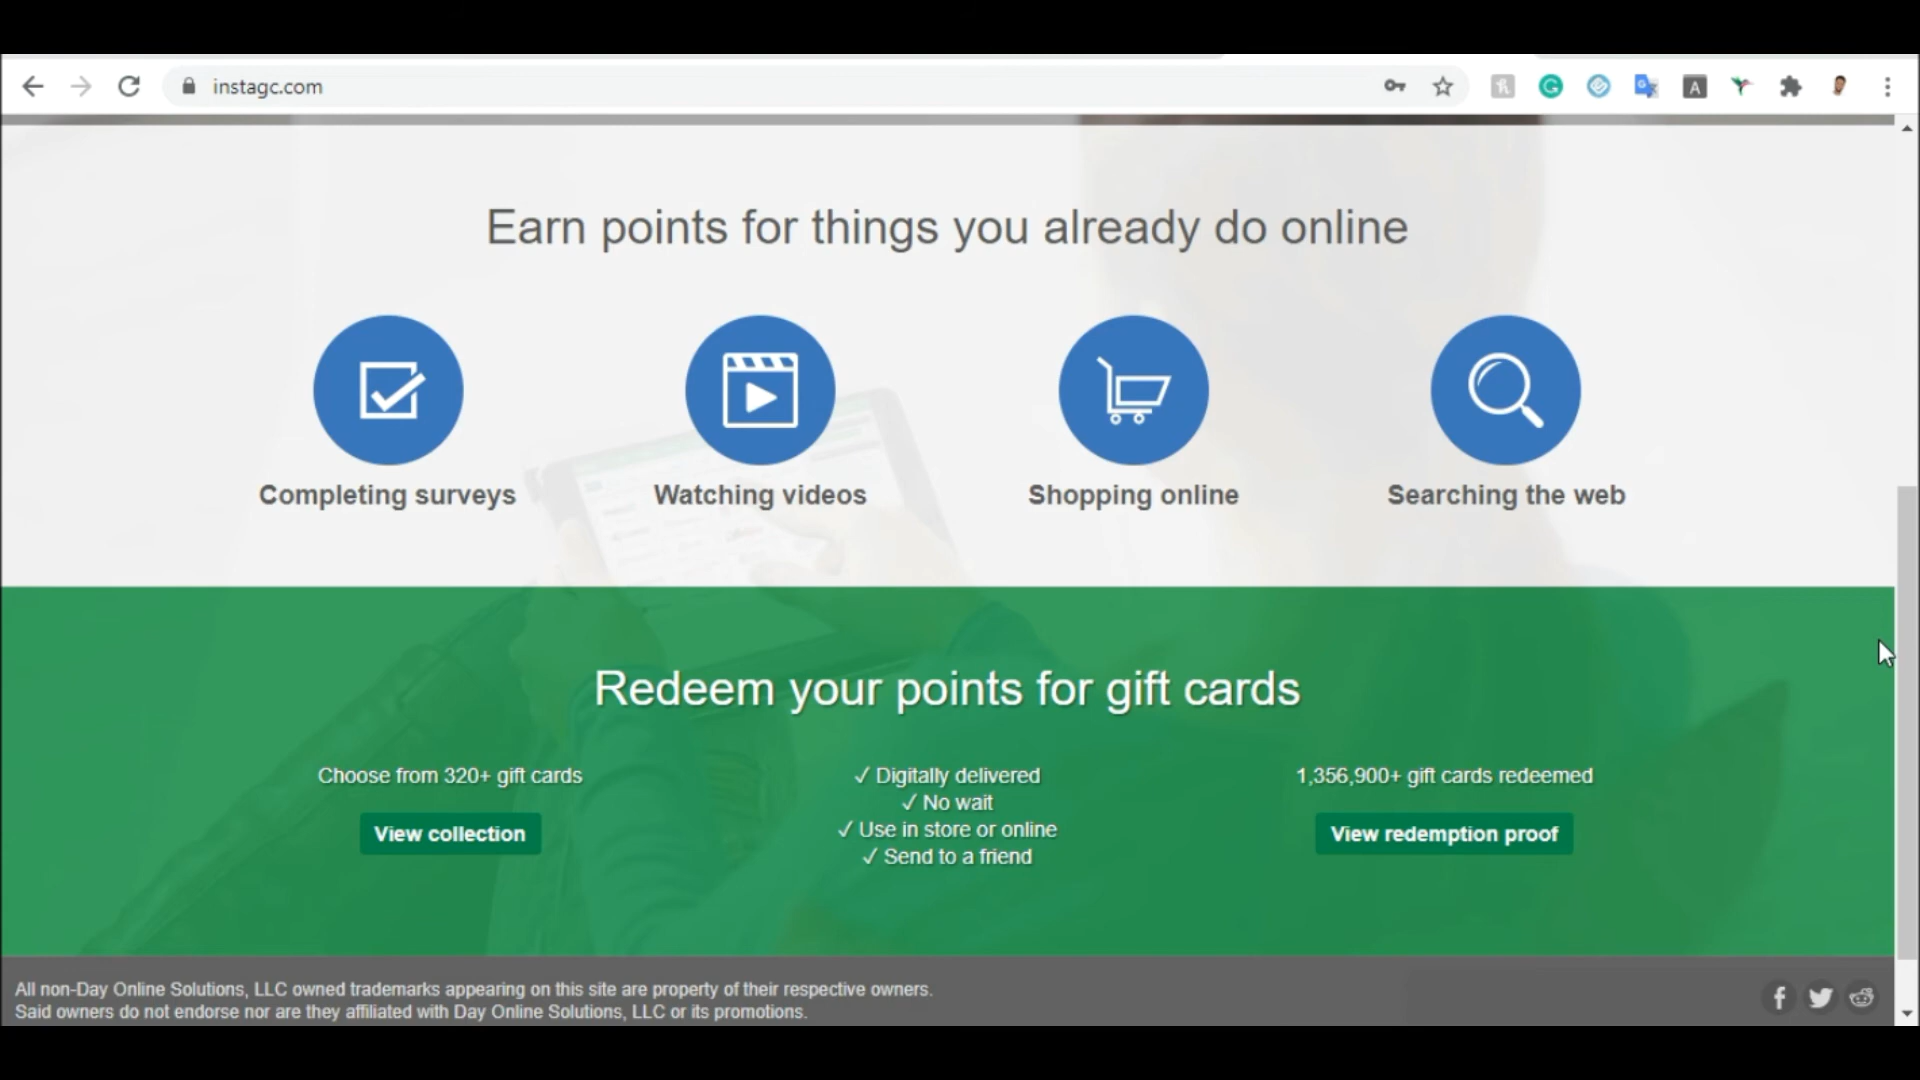 instagc.com
Earn points for things you already do online
Completing surveys
Watching videos
Shopping online
Searching the web
Redeem your points for gift cards
Choose from 320+ gift cards
View collection
✓ Digitally delivered
✓ No wait
✓ Use in store or online
✓ Send to a friend
1,356,900+ gift cards redeemed
View redemption proof
All non-Day Online Solutions, LLC owned trademarks appearing on this site are property of their respective owners.
Said owners do not endorse nor are they affiliated with Day Online Solutions, LLC or its promotions.